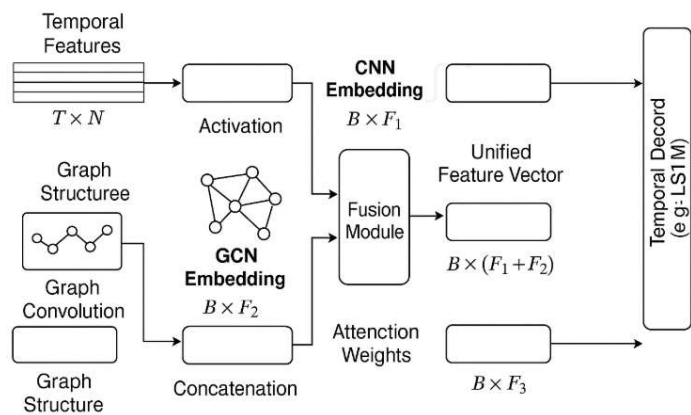 Temporal
Features
T × N
Activation
CNN
Embedding
B × F₁
Graph
Structuree
Graph
Convolution
Graph
Structure
GCN
Embedding
B × F₂
Concatenation
Fusion
Module
Unified
Feature Vector
B × (F₁ + F₂)
Attenction
Weights
B × F₃
Temporal Decord
(e g: LS1M)